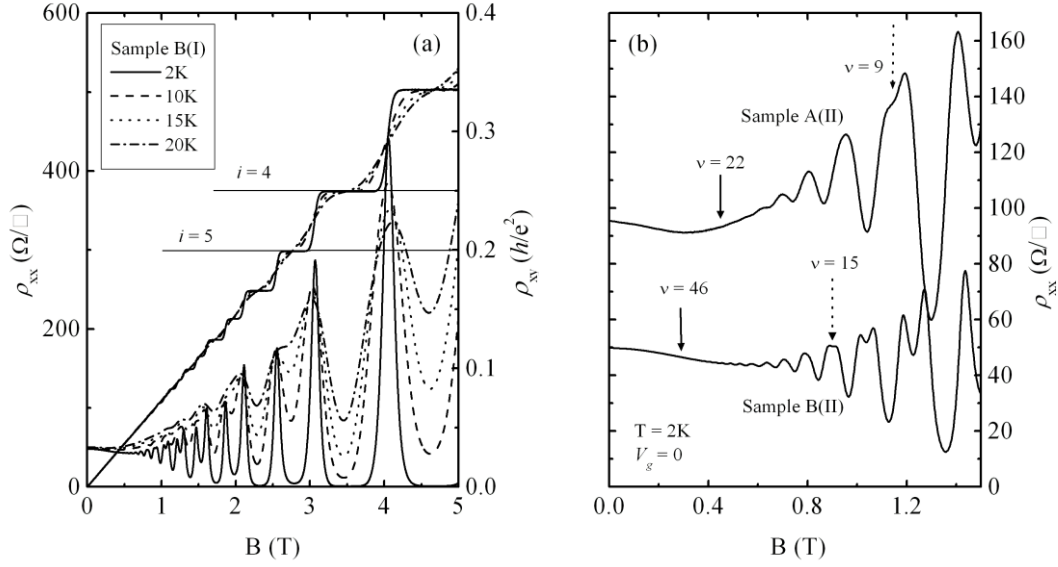 600
400
200
0
ρxx (Ω/□)
Sample B(I)
2K
10K
15K
20K
(a)
i = 4
i = 5
0.4
0.3
0.2
0.1
0.0
ρxy (h/e²)
0 1 2 3 4 5
B (T)
(b)
ν = 9
Sample A(II)
ν = 22
ν = 15
ν = 46
Sample B(II)
T = 2K
Vg = 0
160
140
120
100
80
60
40
20
0
ρxx (Ω/□)
0.0 0.4 0.8 1.2
B (T)